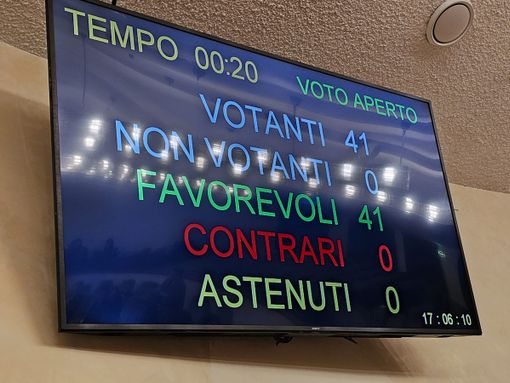 TEMPO 00:20
VOTO APERTO
VOTANTI 41
NON VOTANTI 0
FAVOREVOLI 41
CONTRARI 0
ASTENUTI 0
17:06:10